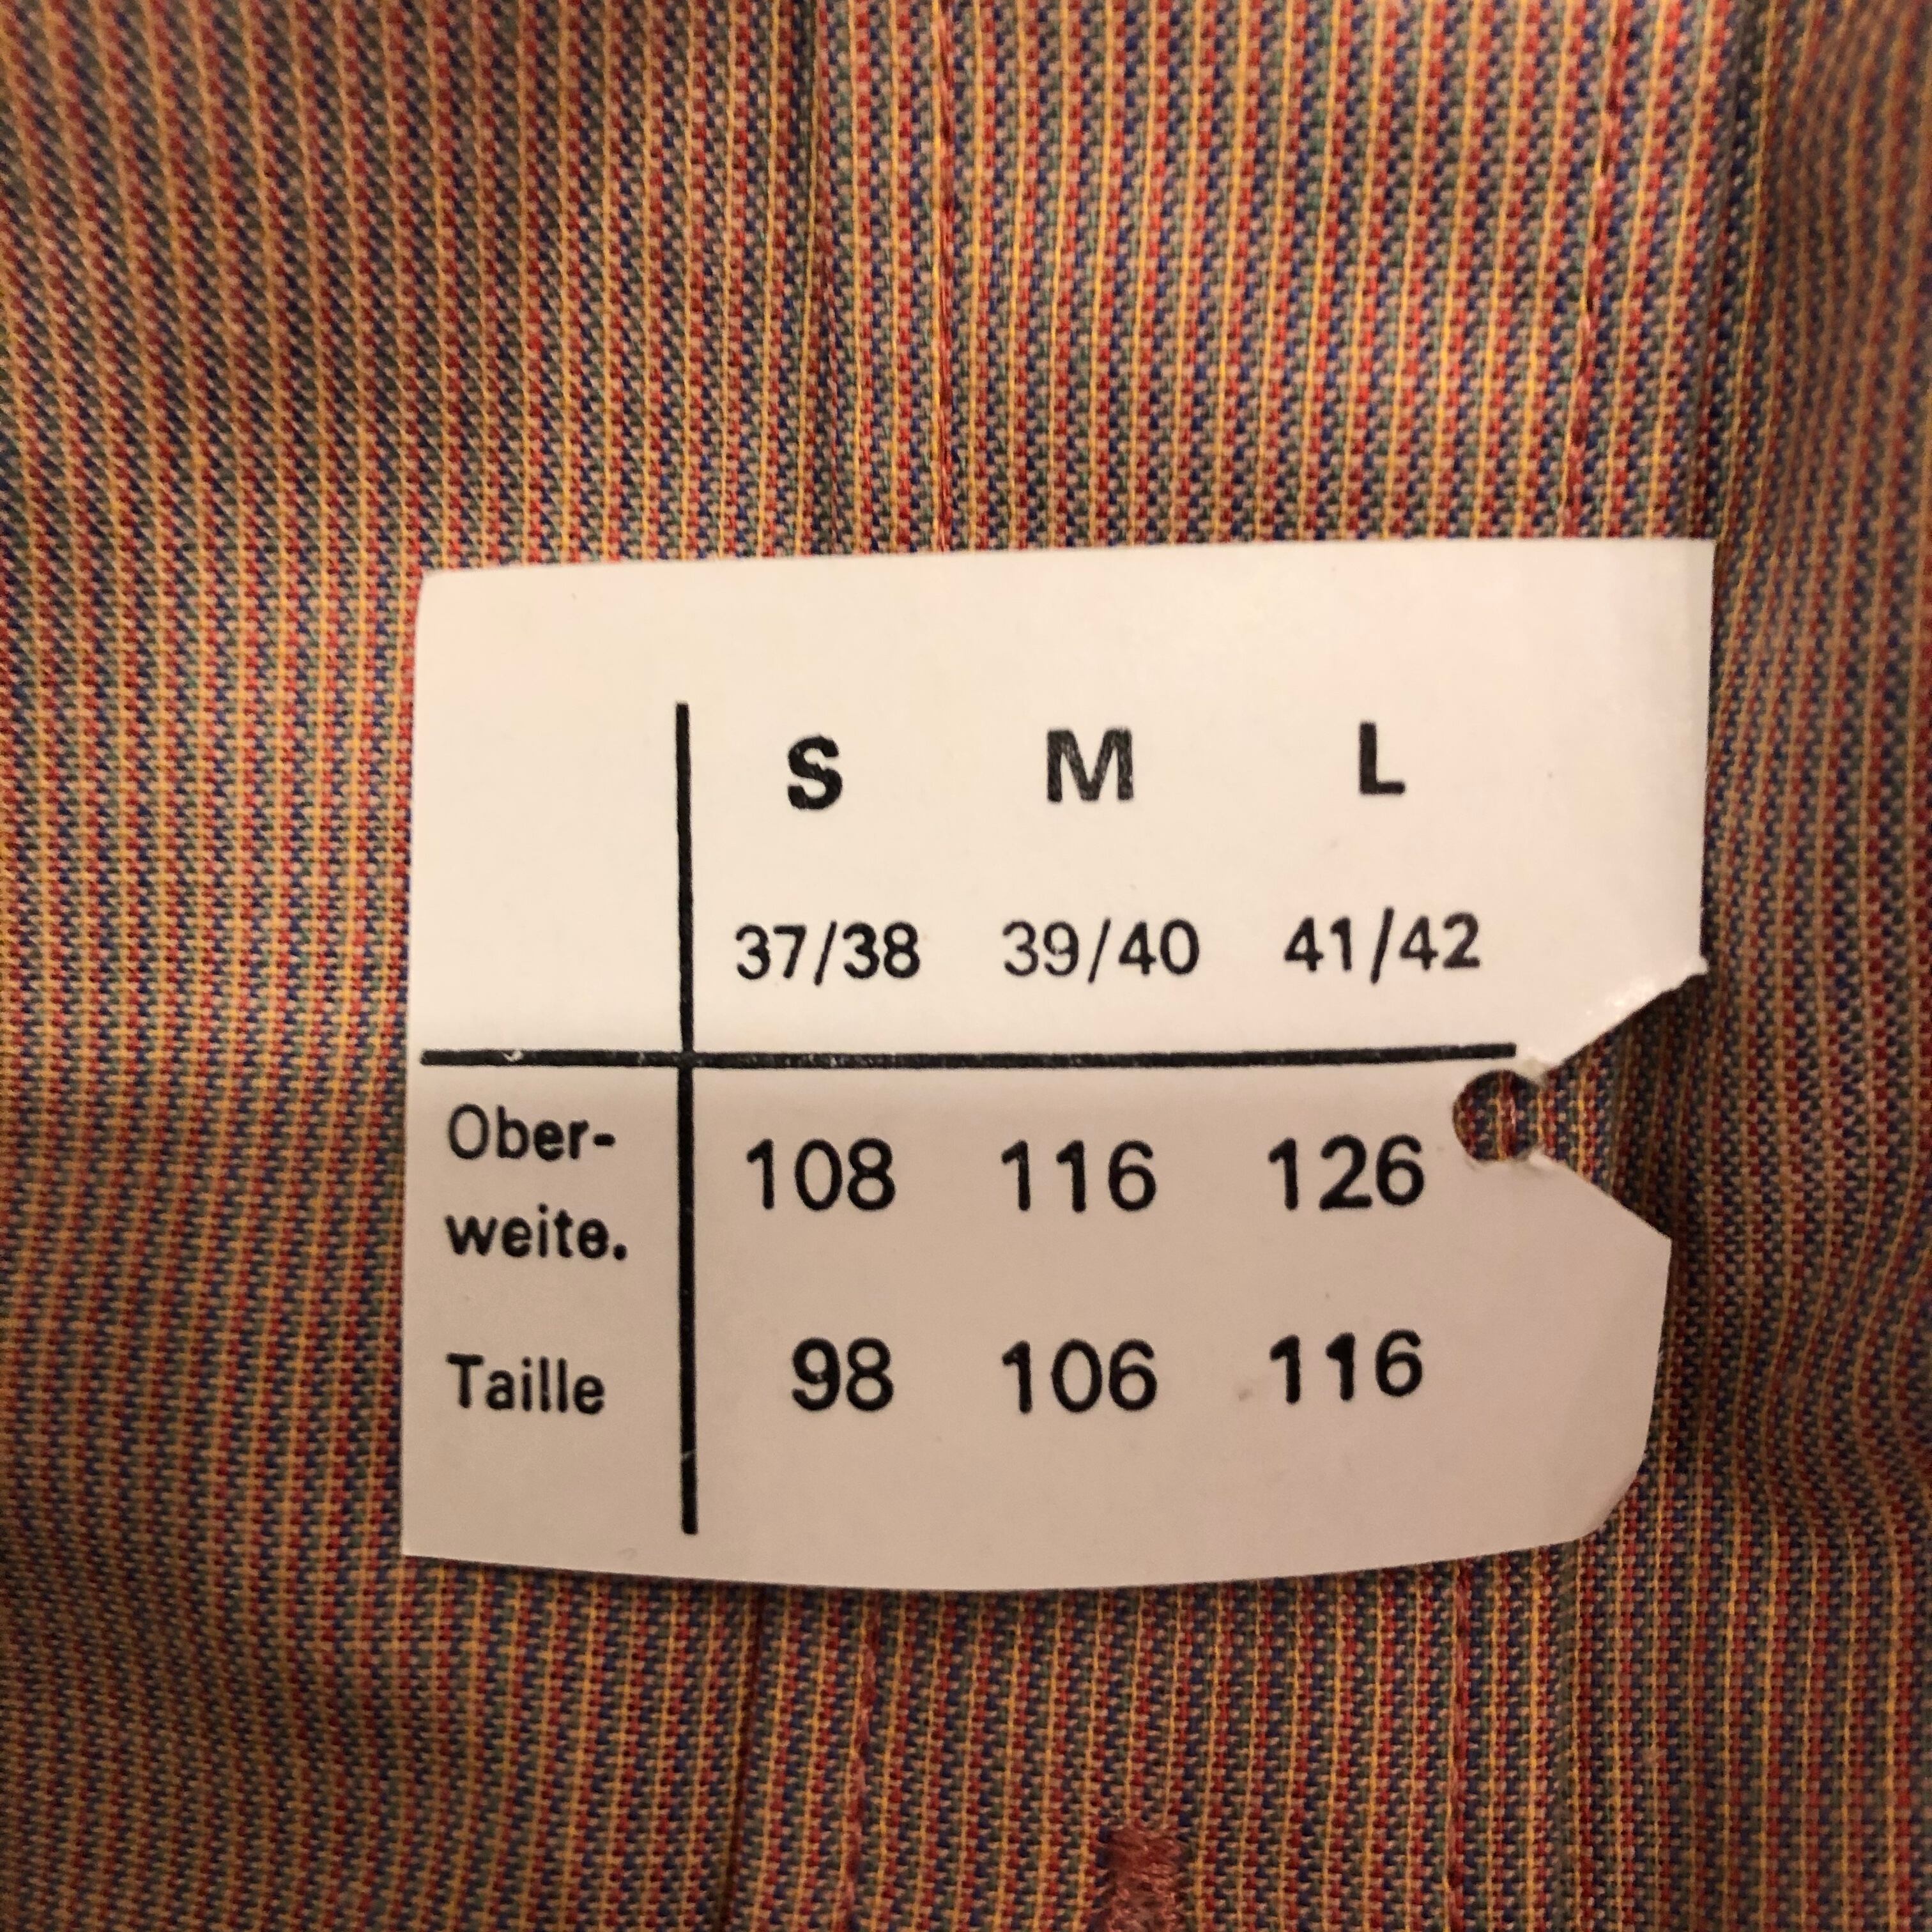 S M L
37/38 39/40 41/42
Ober-
weite. 108 116 126
Taille 98 106 116